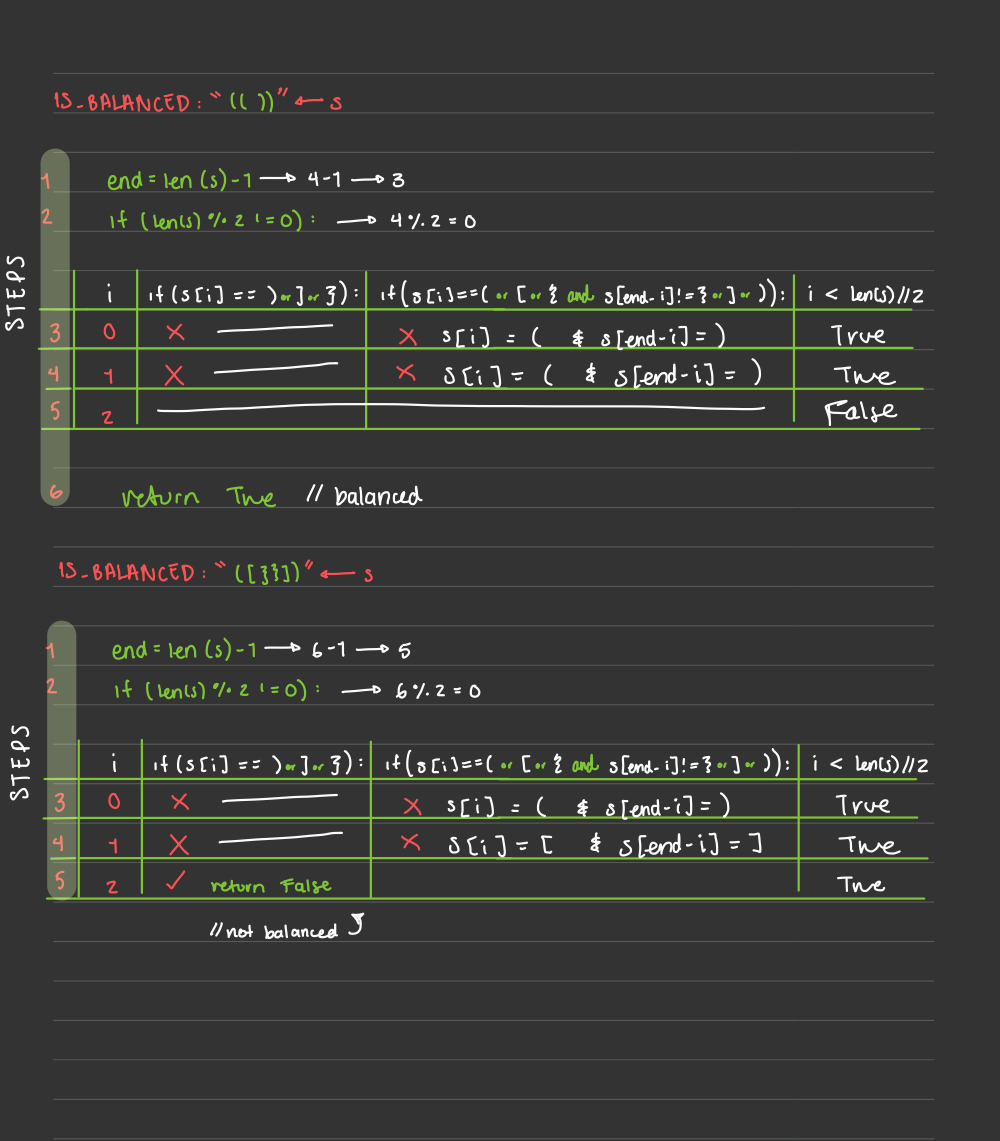 IS_BALANCED: "(( ))" ← s
STEPS
1 end = len (s) - 1 → 4-1 → 3
2 if (len(s) % 2 != 0) : → 4 % 2 = 0
i if (s[i] == ) or ] or }) : if (s[i]==( or [ or { and s[end-i]!=} or ] or )): i < len(s)//2
3 0 X X s[i] = ( & s[end-i] = ) True
4 1 X X s[i] = ( & s[end-i] = ) True
5 2 False
6 return True // balanced
IS_BALANCED: "([}}])" ← s
STEPS
1 end = len (s) - 1 → 6-1 → 5
2 if (len(s) % 2 != 0) : → 6 % 2 = 0
i if (s[i] == ) or ] or }) : if (s[i]==( or [ or { and s[end-i]!=} or ] or )): i < len(s)//2
3 0 X X s[i] = ( & s[end-i] = ) True
4 1 X X s[i] = [ & s[end-i] = ] True
5 2 ✓ return False True
// not balanced